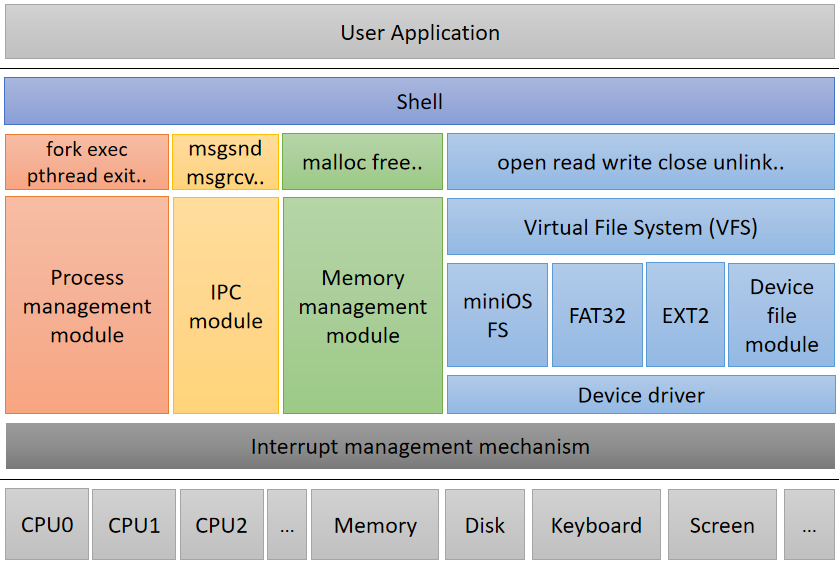 User Application
Shell
fork exec
pthread exit..
msgsnd
msgrcv..
malloc free..
open read write close unlink..
Process
management
module
IPC
module
Memory
management
module
Virtual File System (VFS)
miniOS
FS
FAT32
EXT2
Device
file
module
Device driver
Interrupt management mechanism
CPU0
CPU1
CPU2
...
Memory
Disk
Keyboard
Screen
...